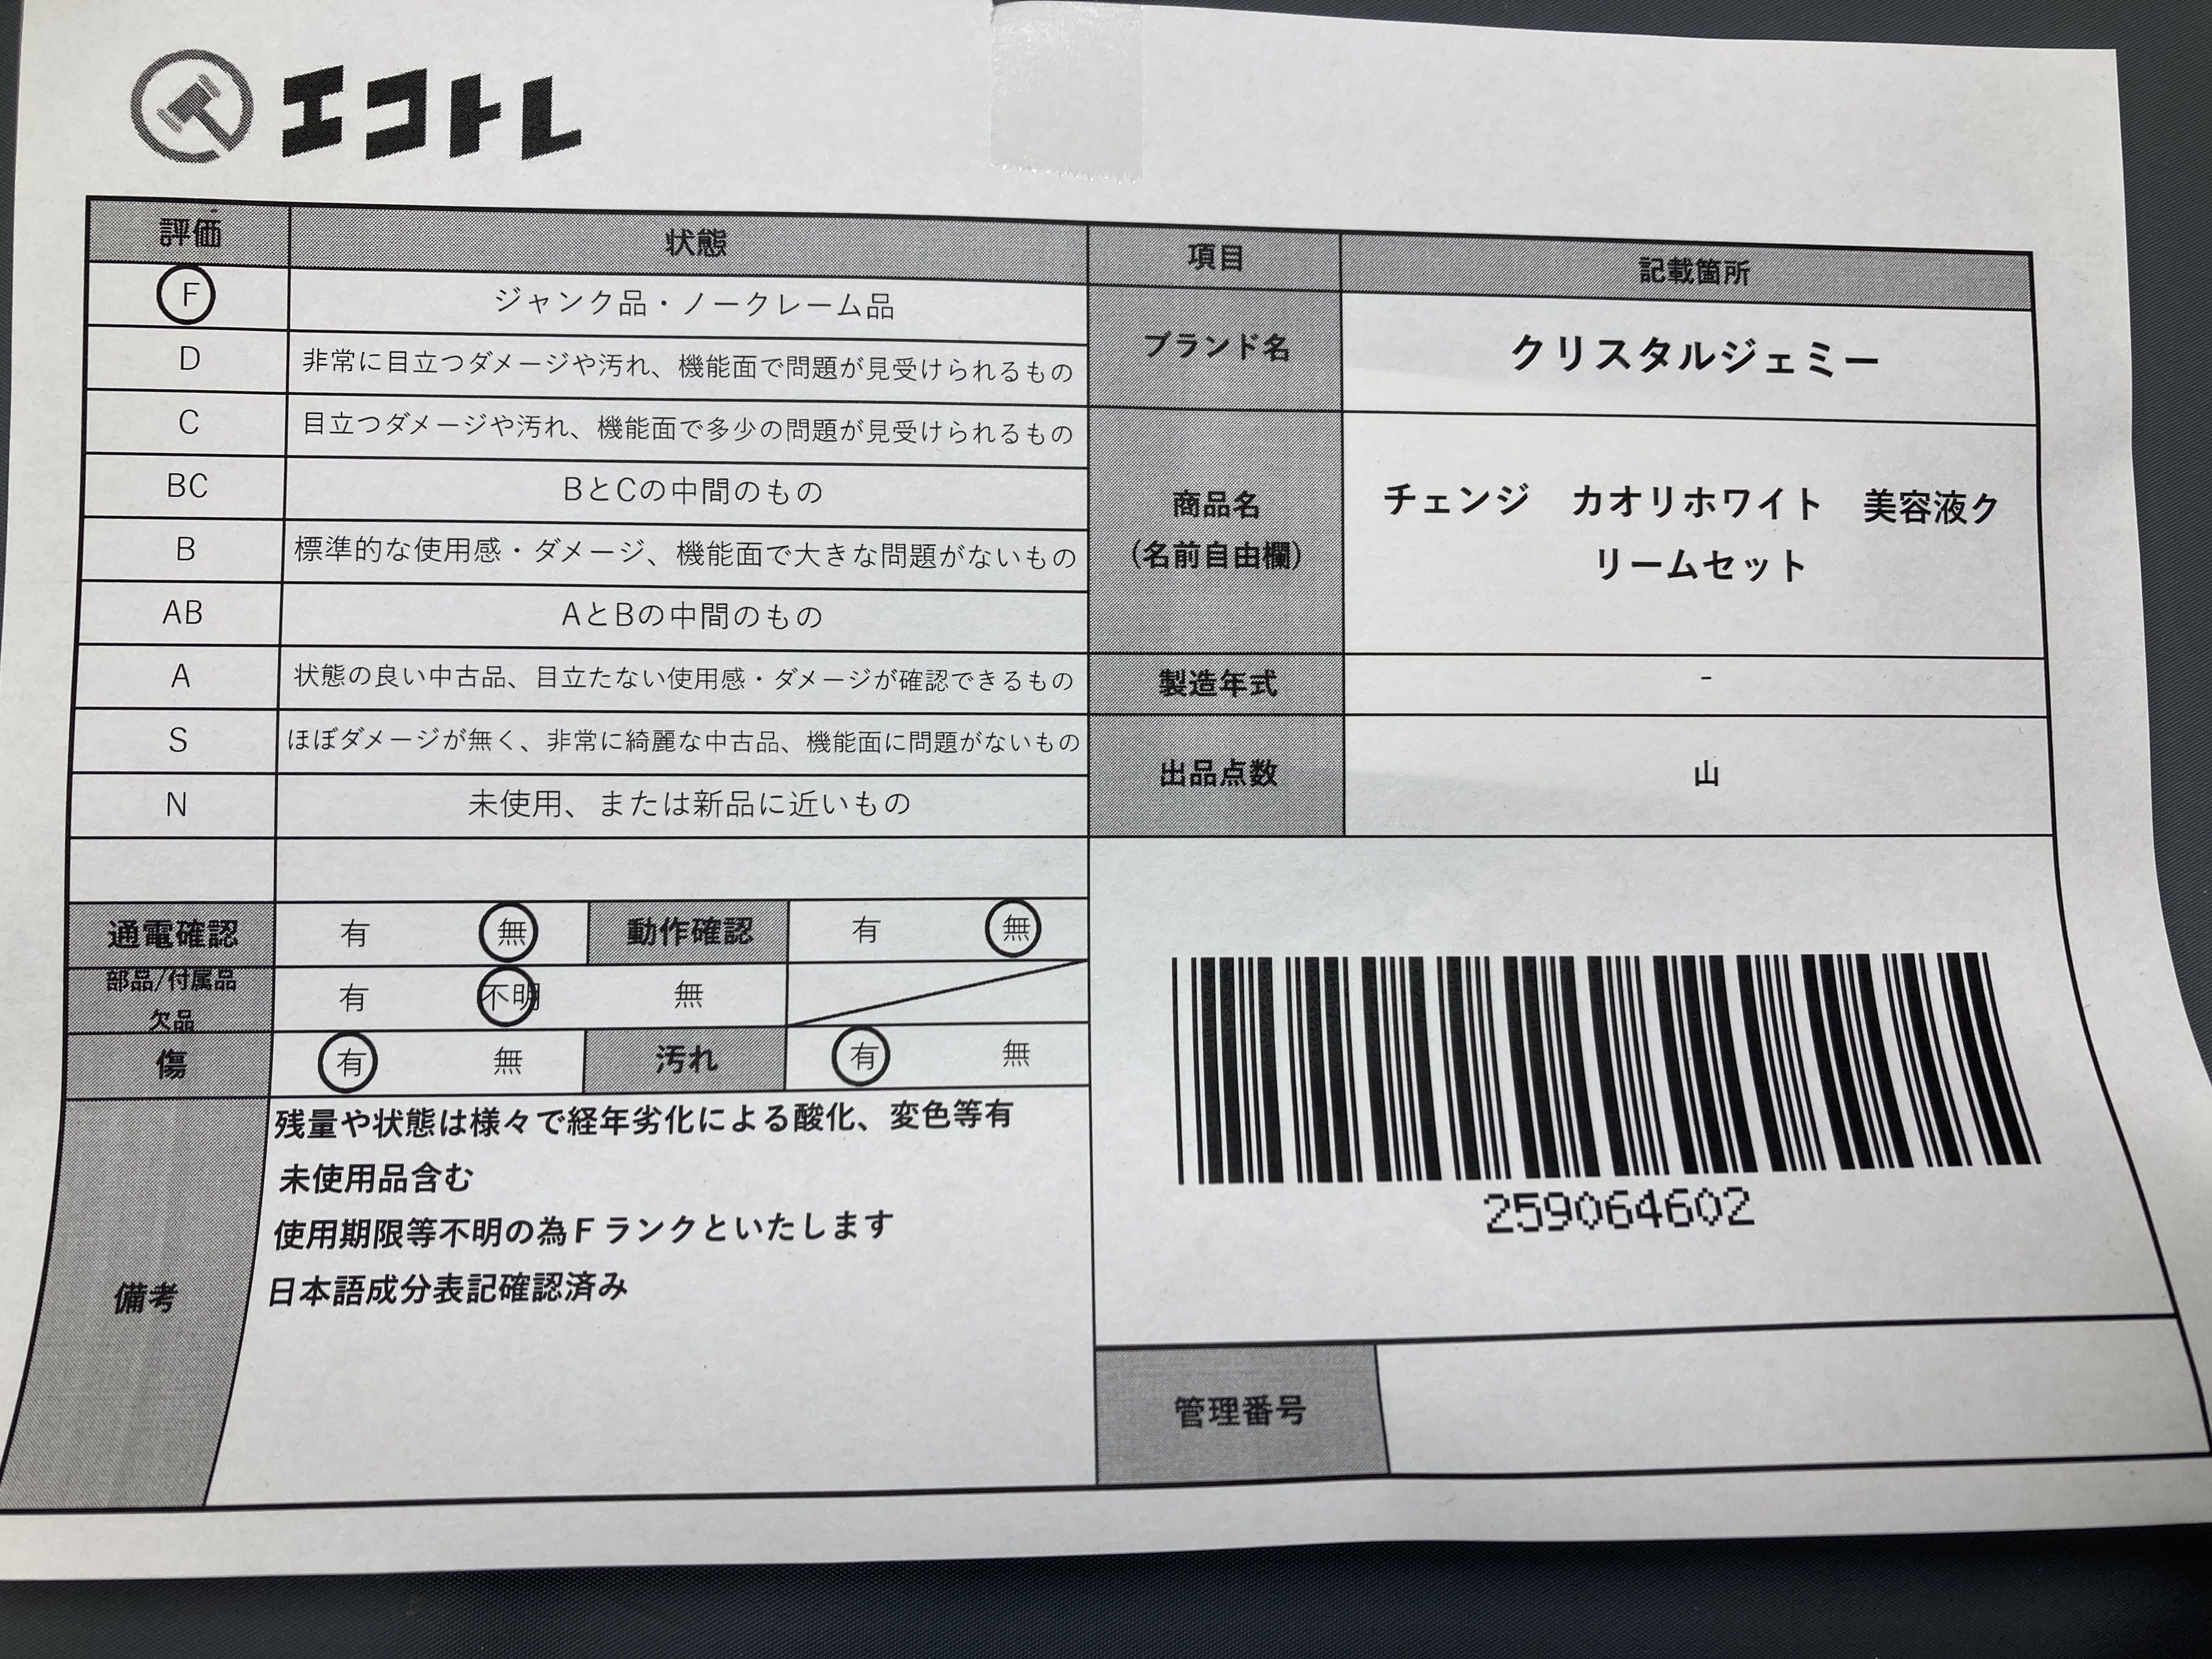 エコトレ
評価 状態 項目 記載箇所
F ジャンク品・ノークレーム品
D 非常に目立つダメージや汚れ、機能面で問題が見受けられるもの
C 目立つダメージや汚れ、機能面で多少の問題が見受けられるもの
BC BとCの中間のもの
B 標準的な使用感・ダメージ、機能面で大きな問題がないもの
AB AとBの中間のもの
A 状態の良い中古品、目立たない使用感・ダメージが確認できるもの
S ほぼダメージが無く、非常に綺麗な中古品、機能面に問題がないもの
N 未使用、または新品に近いもの
ブランド名 クリスタルジェミー
商品名
(名前自由欄)
チェンジ カオリホワイト 美容液ク
リームセット
製造年式 -
出品点数 山
通電確認 有 無 動作確認 有 無
部品/付属品
欠品
有 不明 無
傷 有 無 汚れ 有 無
備考
残量や状態は様々で経年劣化による酸化、変色等有
未使用品含む
使用期限等不明の為Fランクといたします
日本語成分表記確認済み
259064602
管理番号